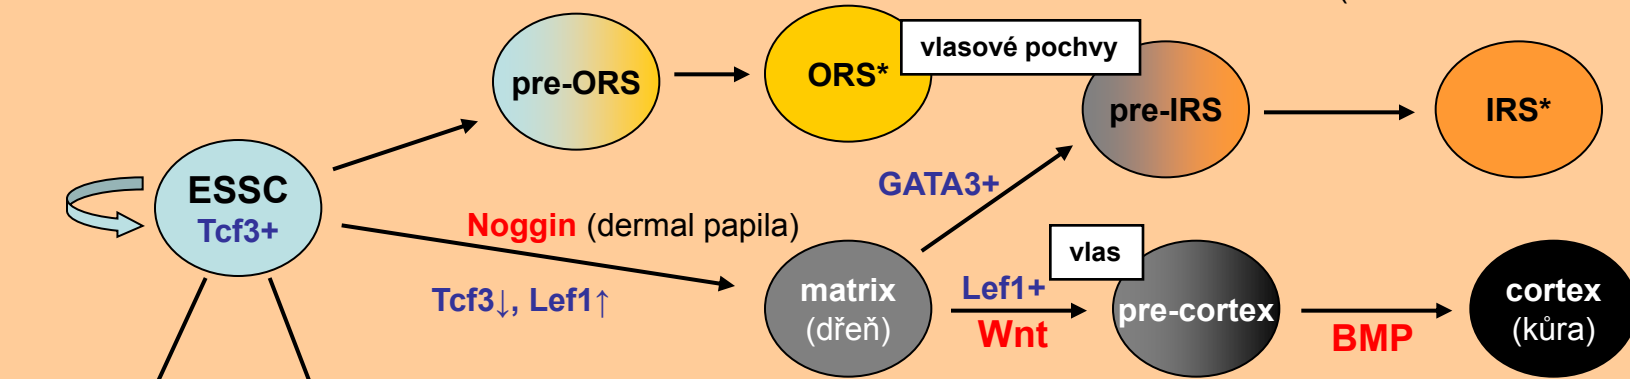 (
vlasové pochvy
pre-ORS
ORS*
pre-IRS
IRS*
ESSC
Tcf3+
GATA3+
Noggin (dermal papila)
vlas
Tcf3↓, Lef1↑
matrix
(dřeň)
Lef1+
Wnt
pre-cortex
BMP
cortex
(kůra)